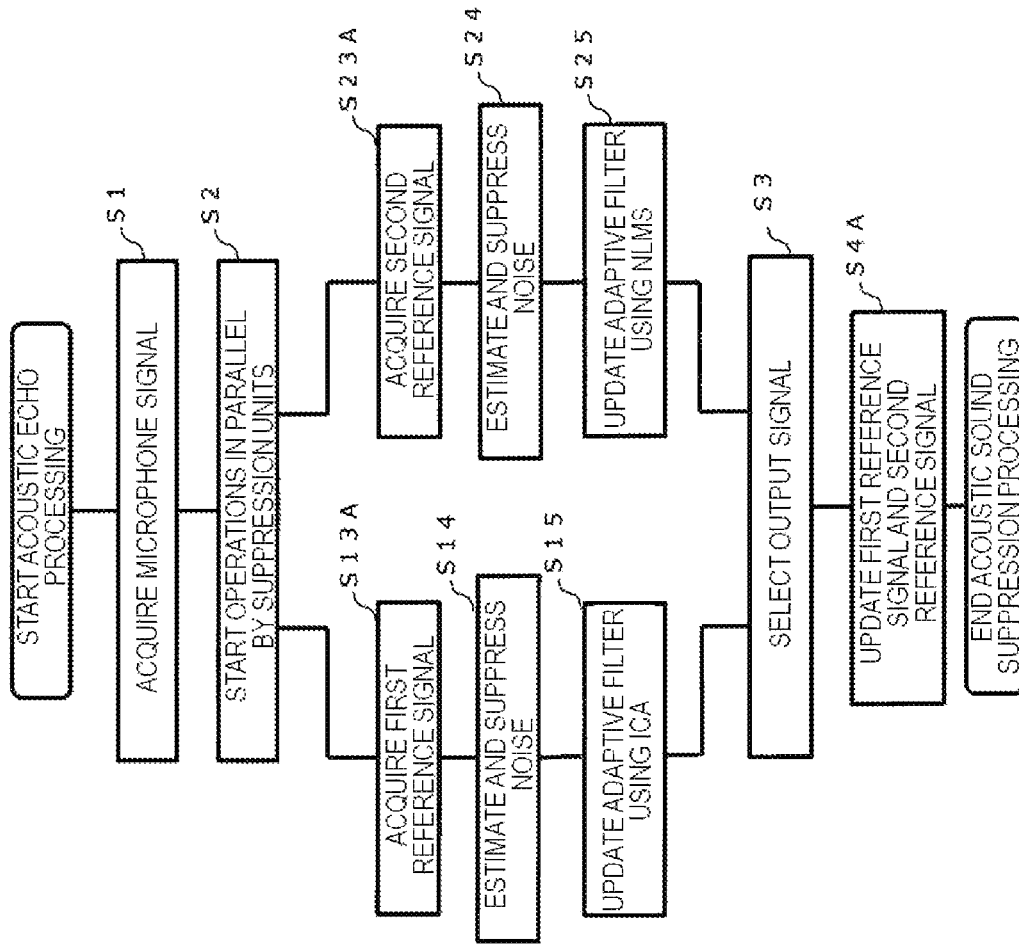 START ACOUSTIC ECHO
PROCESSING
S1
ACQUIRE MICROPHONE SIGNAL
S2
START OPERATIONS IN PARALLEL
BY SUPPRESSION UNITS
S13A
ACQUIRE FIRST
REFERENCE SIGNAL
S14
ESTIMATE AND SUPPRESS
NOISE
S15
UPDATE ADAPTIVE FILTER
USING ICA
S23A
ACQUIRE SECOND
REFERENCE SIGNAL
S24
ESTIMATE AND SUPPRESS
NOISE
S25
UPDATE ADAPTIVE FILTER
USING NLMS
S3
SELECT OUTPUT SIGNAL
S4A
UPDATE FIRST REFERENCE
SIGNAL AND SECOND
REFERENCE SIGNAL
END ACOUSTIC SOUND
SUPPRESSION PROCESSING